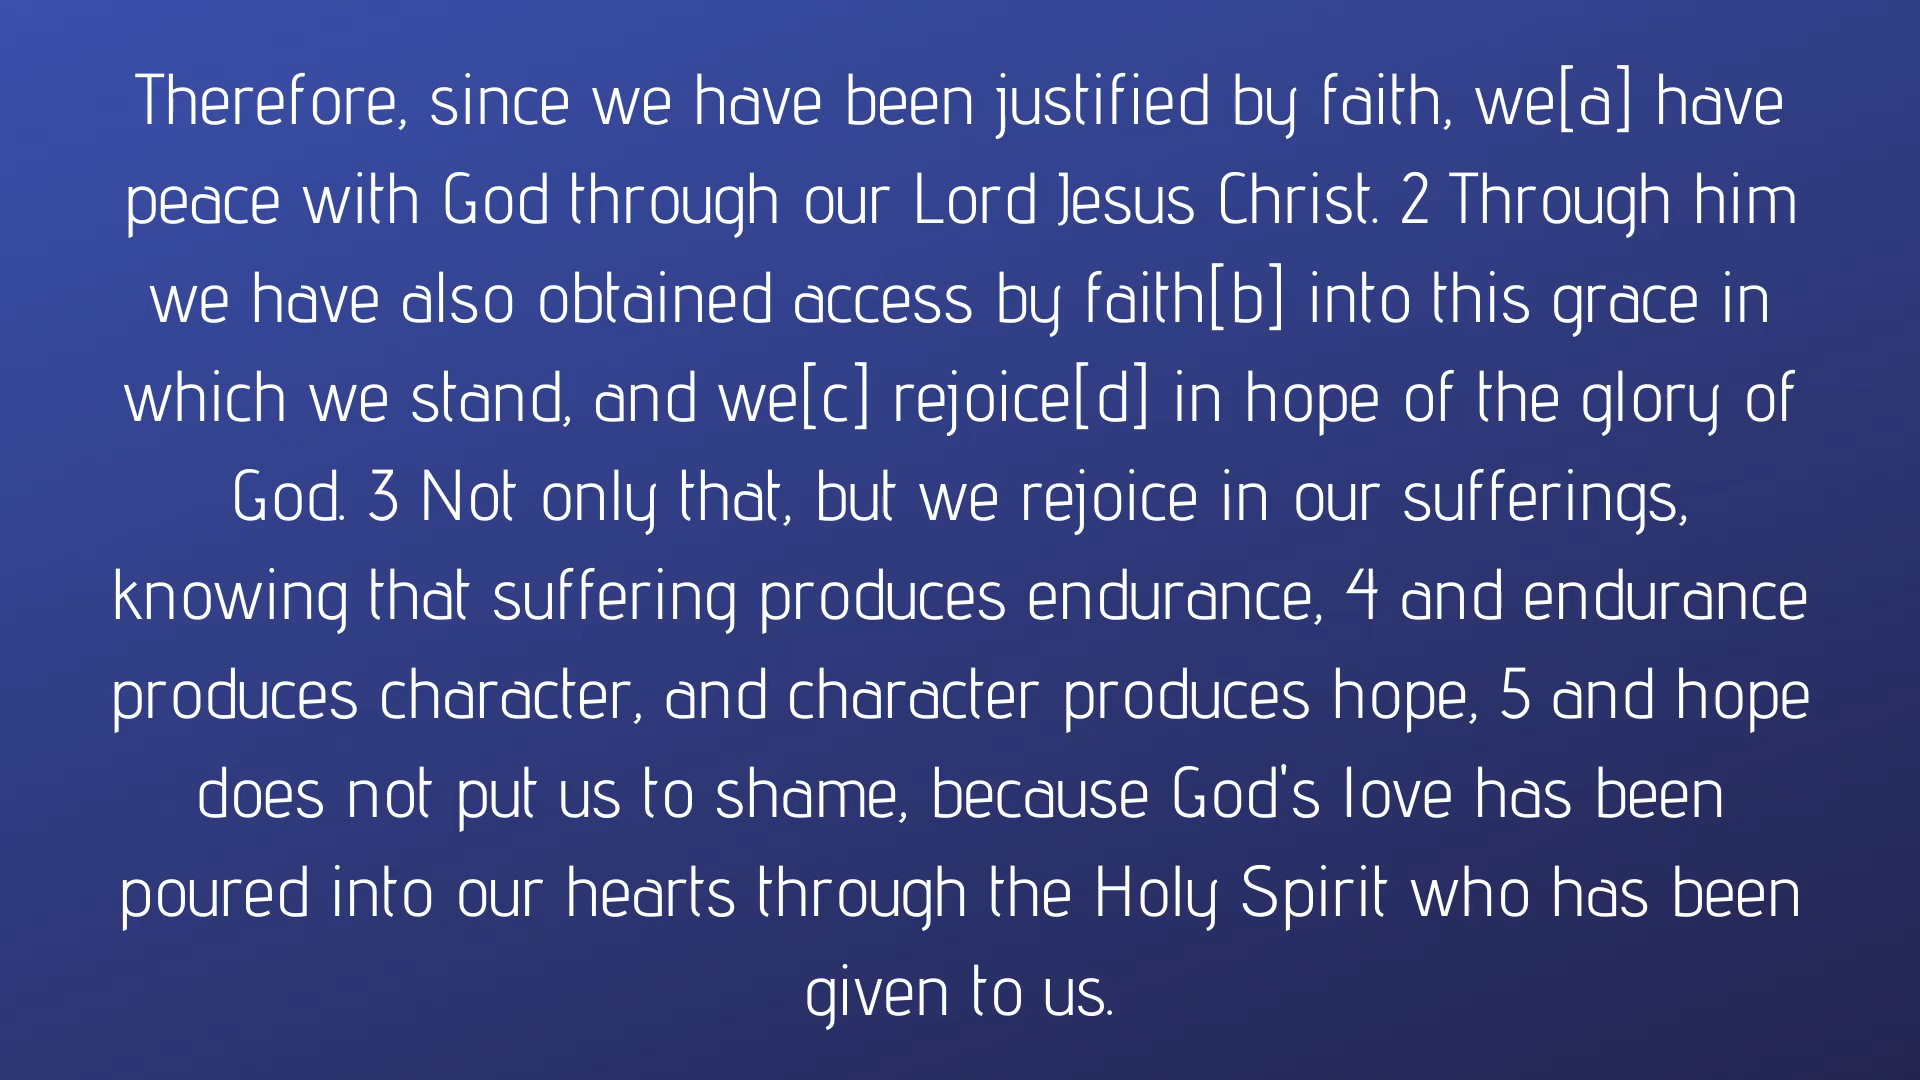 Therefore, since we have been justified by faith, we[a] have
peace with God through our Lord Jesus Christ. 2 Through him
we have also obtained access by faith[b] into this grace in
which we stand, and we[c] rejoice[d] in hope of the glory of
God. 3 Not only that, but we rejoice in our sufferings,
knowing that suffering produces endurance, 4 and endurance
produces character, and character produces hope, 5 and hope
does not put us to shame, because God's love has been
poured into our hearts through the Holy Spirit who has been
given to us.